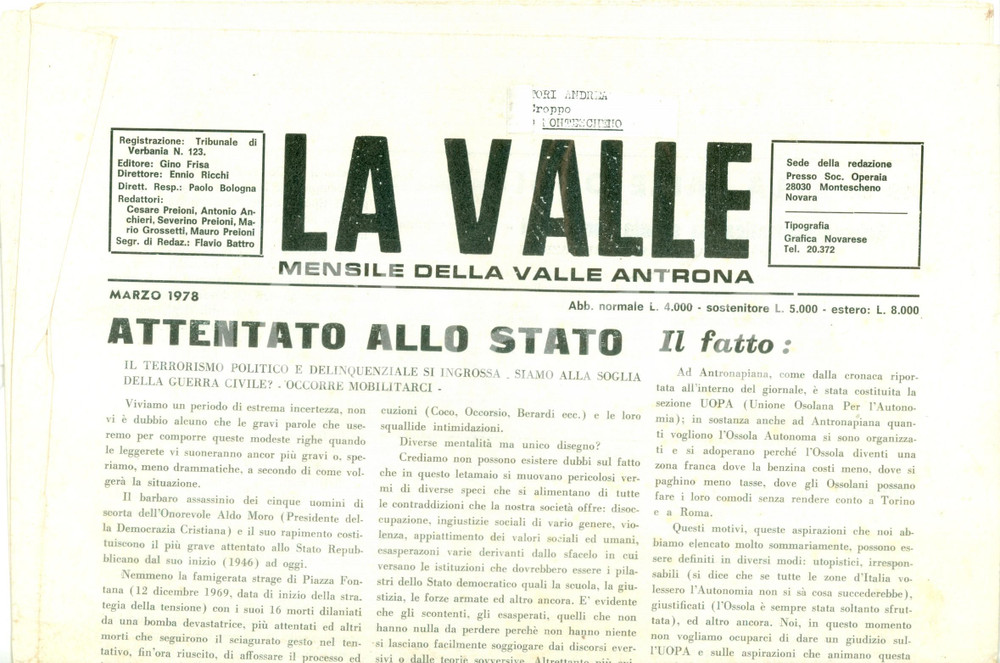 TORI ANDREA
Croppo
MONTESCHENO
Registrazione: Tribunale di
Verbania N. 123.
Editore: Gino Frisa
Direttore: Ennio Ricchi
Dirett. Resp.: Paolo Bologna
Redattori:
Cesare Preioni, Antonio An-
chieri, Severino Preioni, Ma-
rio Grossetti, Mauro Preioni
Segr. di Redaz.: Flavio Battro
LA VALLE
MENSILE DELLA VALLE ANTRONA
Sede della redazione
Presso Soc. Operaia
28030 Montescheno
Novara
Tipografia
Grafica Novarese
Tel. 20.372
MARZO 1978
Abb. normale L. 4.000 - sostenitore L. 5.000 - estero: L. 8.000
ATTENTATO ALLO STATO
IL TERRORISMO POLITICO E DELINQUENZIALE SI INGROSSA . SIAMO ALLA SOGLIA
DELLA GUERRA CIVILE? - OCCORRE MOBILITARCI -
Viviamo un periodo di estrema incertezza, non
vi è dubbio alcuno che le gravi parole che use-
remo per comporre queste modeste righe quando
le leggerete vi suoneranno ancor più gravi o, spe-
riamo, meno drammatiche, a secondo di come vol-
gerà la situazione.
Il barbaro assassinio dei cinque uomini di
scorta dell'Onorevole Aldo Moro (Presidente del-
la Democrazia Cristiana) e il suo rapimento costi-
tuiscono il più grave attentato allo Stato Repub-
blicano dal suo inizio (1946) ad oggi.
Nemmeno la famigerata strage di Piazza Fon-
tana (12 dicembre 1969, data di inizio della stra.
tegia della tensione) con i suoi 16 morti dilaniati
da una bomba devastatrice, più attentati ed altri
morti che seguirono il sciagurato gesto nel ten-
tativo, fin'ora riuscito, di affossare il processo ed
cuzioni (Coco, Occorsio, Berardi ecc.) e le loro
squallide intimidazioni.
Diverse mentalità ma unico disegno?
Crediamo non possono esistere dubbi sul fatto
che in questo letamaio si muovano pericolosi ver-
mi di diverse speci che si alimentano di tutte
le contraddizioni che la nostra società offre: disoc-
cupazione, ingiustizie sociali di vario genere, vio-
lenza, appiattimento dei valori sociali ed umani,
esasperazioni varie derivanti dallo sfacelo in cui
versano le istituzioni che dovrebbero essere i pila-
stri dello Stato democratico quali la scuola, la giu-
stizia, le forze armate ed altro ancora. E' evidente
che gli scontenti, gli esasperati, quelli che non
hanno nulla da perdere perchè non hanno niente
si lasciano facilmente soggiogare dai discorsi ever-
sivi o dalle teorie sovversive. Altrettanto più
Il fatto :
Ad Antronapiana, come dalla cronaca ripor-
tata all'interno del giornale, è stata costituita la
sezione UOPA (Unione Osolana Per l'Autono-
mia); in sostanza anche ad Antronapiana quan-
ti vogliono l'Ossola Autonoma si sono organizza-
ti e si adoperano perché l'Ossola diventi una
zona franca dove la benzina costi meno, dove si
paghino meno tasse, dove gli Ossolani possano
fare i loro comodi senza rendere conto a Torino
e a Roma.
Questi motivi, queste aspirazioni che noi ab-
biamo elencato molto sommariamente, possono es-
sere definiti in diversi modi: utopistici, irrespon-
sabili (si dice che se tutte le zone d'Italia vo-
lessero l'Autonomia non si sà cosa succederebbe),
giustificati (l'Ossola è sempre stata soltanto sfrut-
tata), ed altro ancora. Noi, in questo momento
non vogliamo occuparci di dare un giudizio sul-
l'UOPA e sulle aspirazioni che animano questa